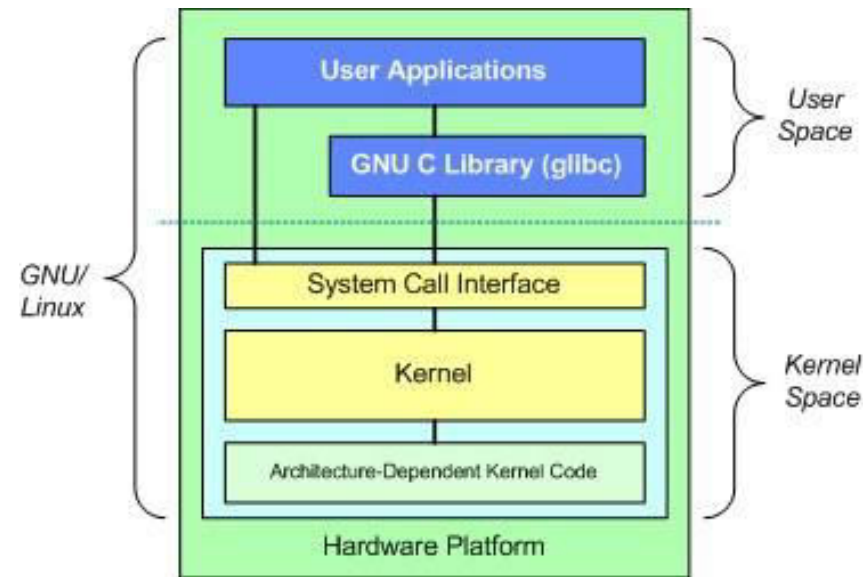 User Applications
GNU C Library (glibc)
User
Space
GNU/
Linux
System Call Interface
Kernel
Architecture-Dependent Kernel Code
Kernel
Space
Hardware Platform